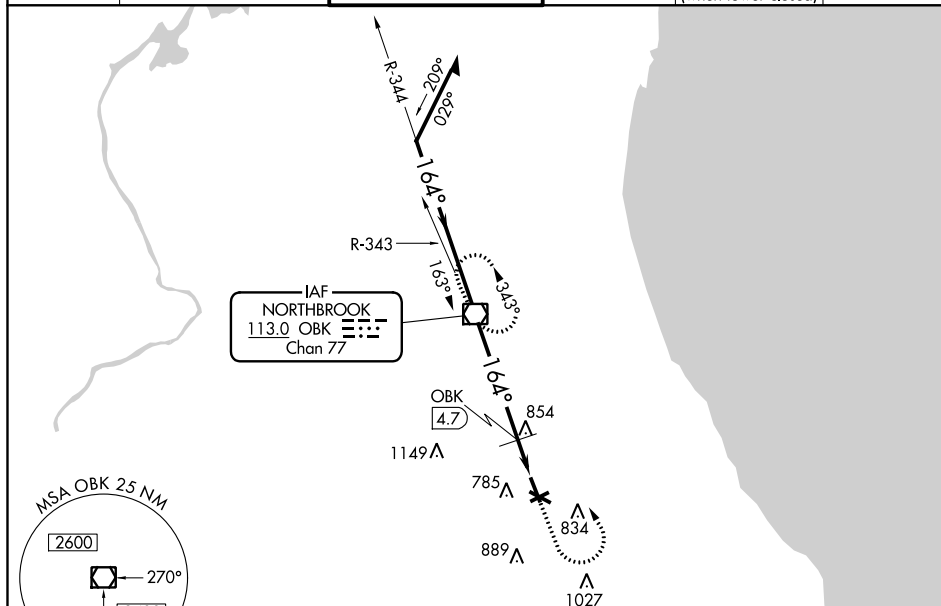 R-344
209°
029°
164°
R-343
163°
343°
IAF
NORTHBROOK
113.0 OBK
Chan 77
164°
OBK
4.7
854
1149
785
834
889
1027
MSA OBK 25 NM
2600
270°